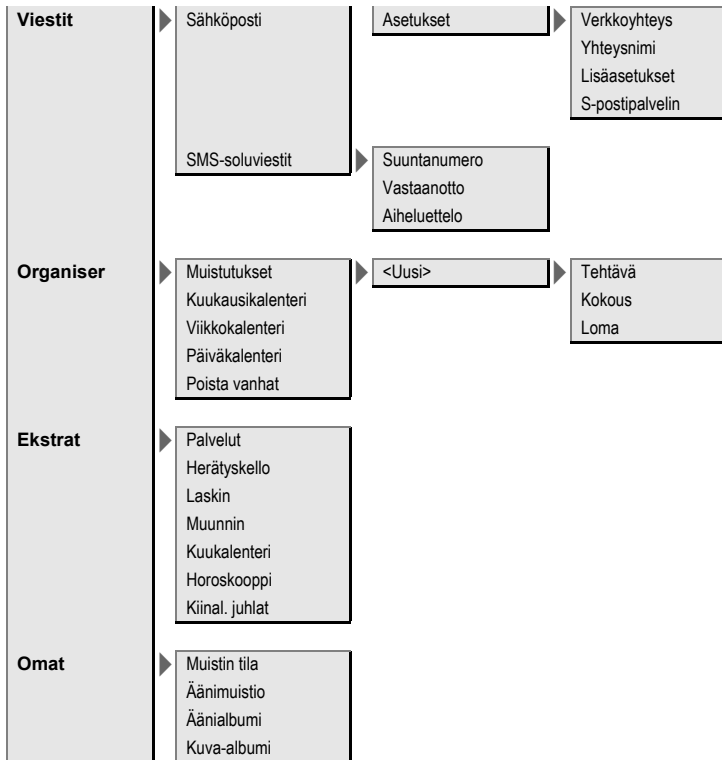 Viestit
Sähköposti
Asetukset
Verkkoyhteys
Yhteysnimi
Lisäasetukset
S-postipalvelin
SMS-soluviestit
Suuntanumero
Vastaanotto
Aiheluettelo
Organiser
Muistutukset
Kuukausikalenteri
Viikkokalenteri
Päiväkalenteri
Poista vanhat
<Uusi>
Tehtävä
Kokous
Loma
Ekstrat
Palvelut
Herätyskello
Laskin
Muunnin
Kuukalenteri
Horoskooppi
Kiinal. juhlat
Omat
Muistin tila
Äänimuistio
Äänialbumi
Kuva-albumi